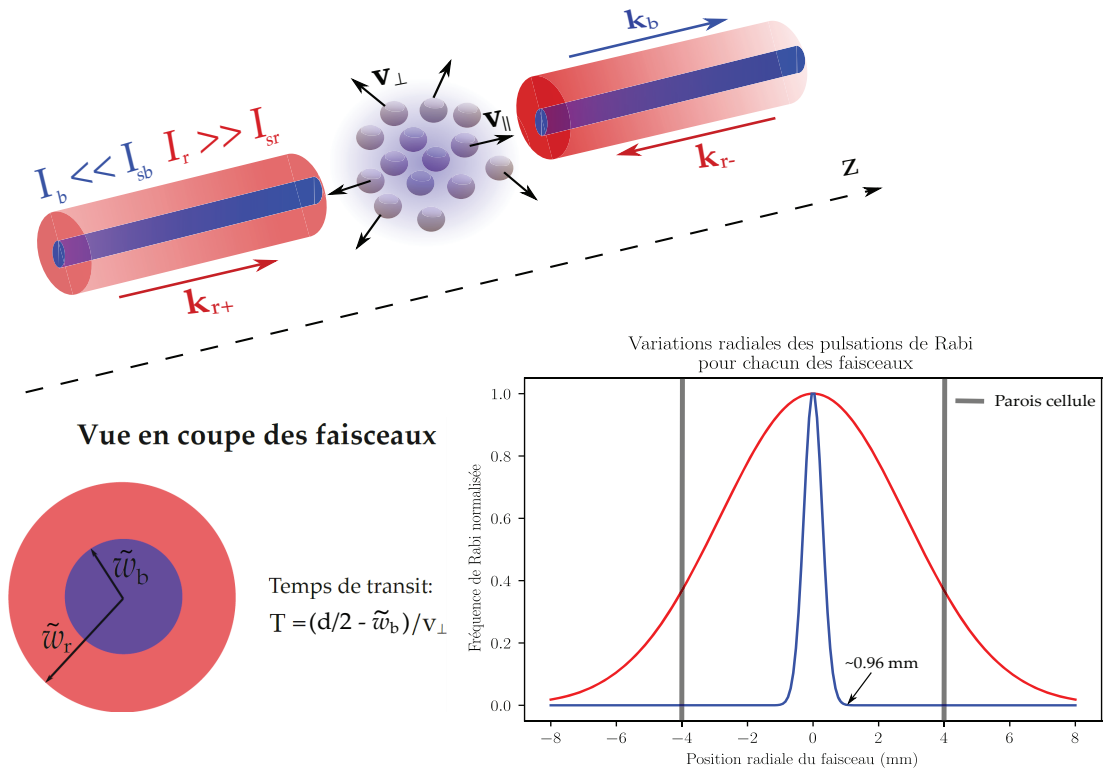 k_b
v_⊥
v_∥
I_b << I_sb I_r >> I_sr
k_r-
z
k_r+
Variations radiales des pulsations de Rabi
pour chacun des faisceaux
Vue en coupe des faisceaux
w̃_b
w̃_r
Temps de transit:
T =(d/2 - w̃_b)/v_⊥
Fréquence de Rabi normalisée
1.0
0.8
0.6
0.4
0.2
0.0
Parois cellule
~0.96 mm
−8 −6 −4 −2 0 2 4 6 8
Position radiale du faisceau (mm)